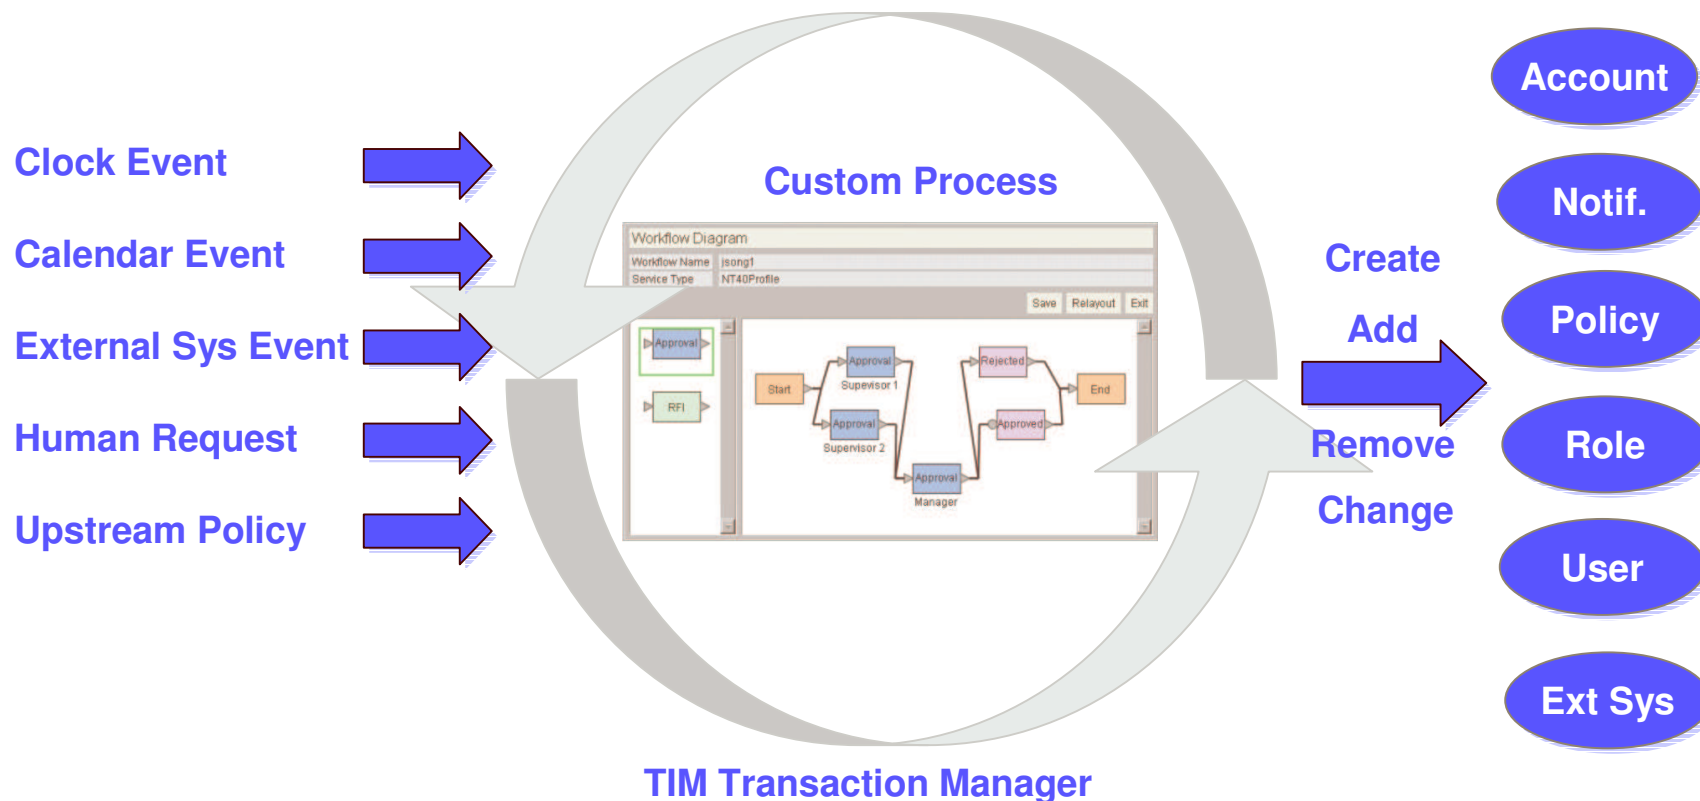 Clock Event
Calendar Event
External Sys Event
Human Request
Upstream Policy
Custom Process
Workflow Diagram
Workflow Name jsong1
Service Type NT40Profile
Save Relayout Exit
Approval
RFI
Start
Approval
Supervisor 1
Approval
Supervisor 2
Approval
Manager
Rejected
Approved
End
TIM Transaction Manager
Create
Add
Remove
Change
Account
Notif.
Policy
Role
User
Ext Sys